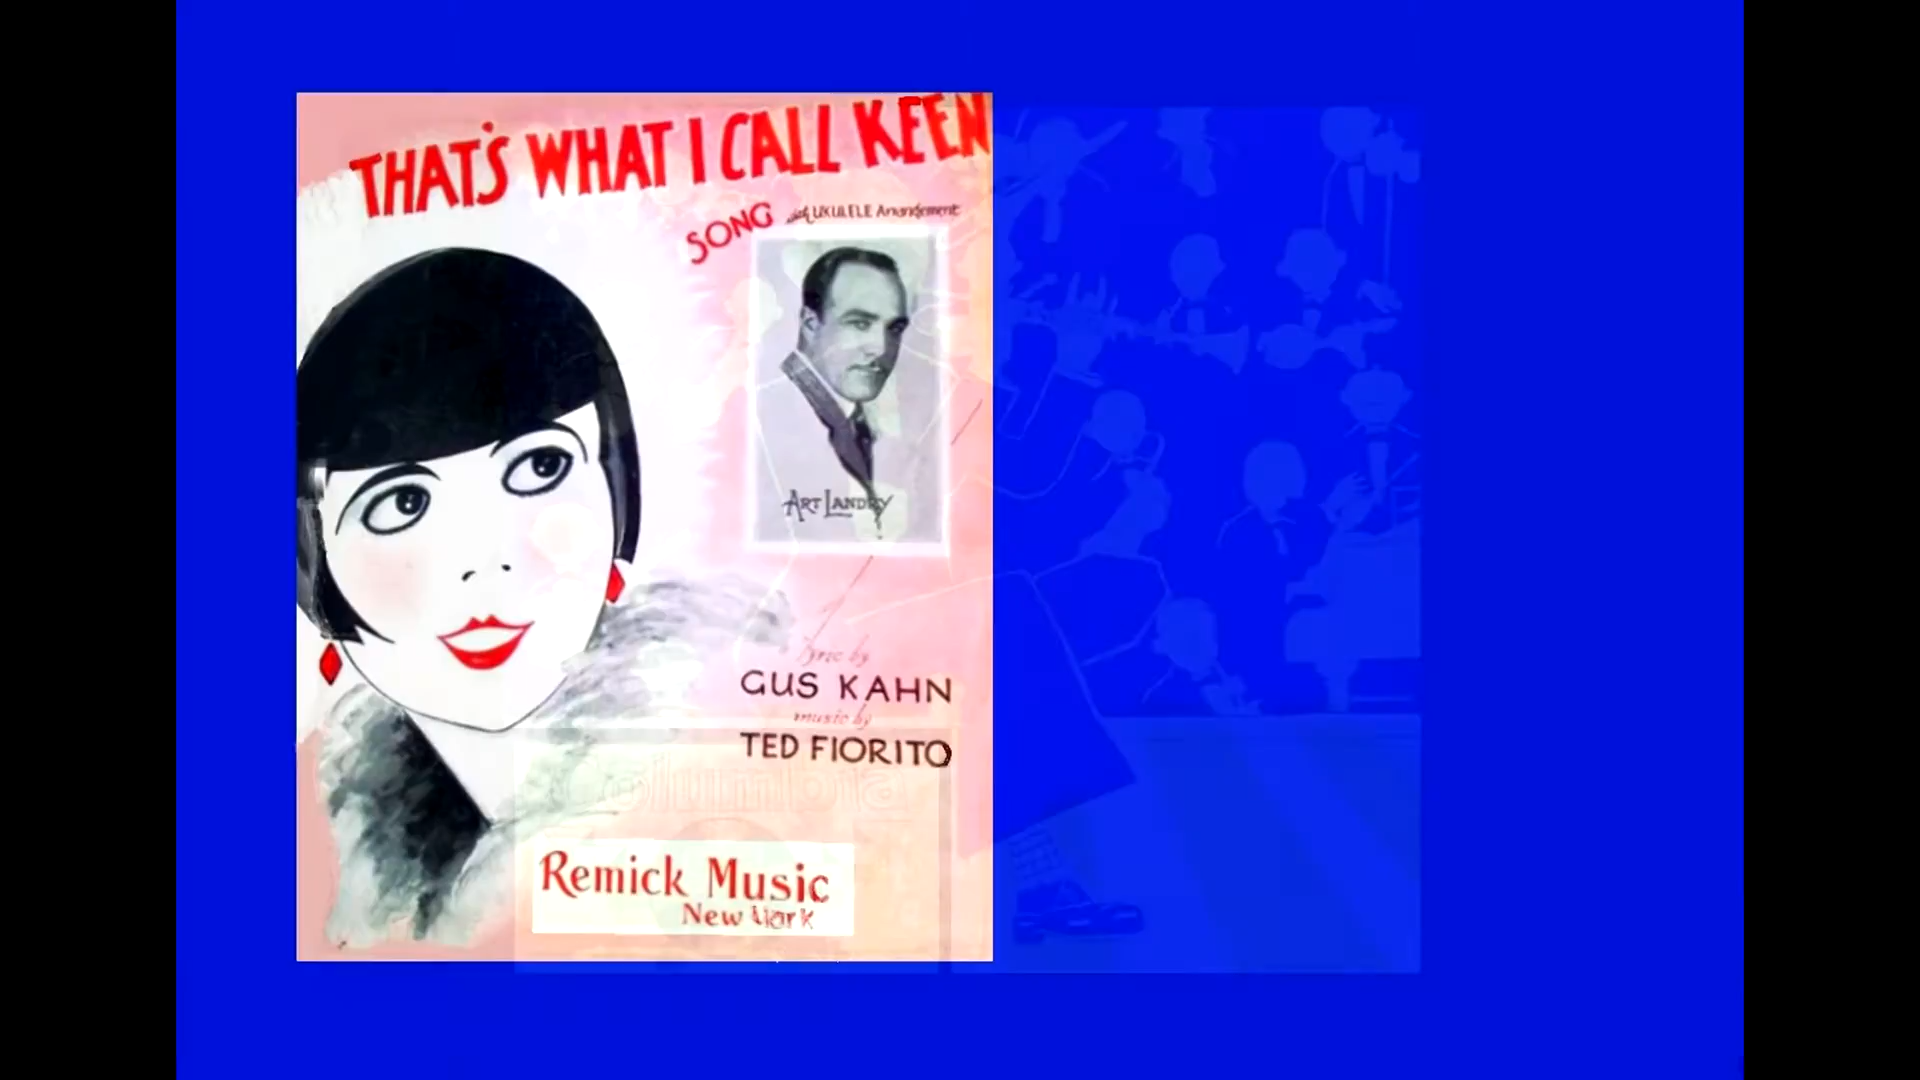 THAT'S WHAT I CALL KEEN
SONG with UKULELE Arrangement
ART LANDRY
lyric by
GUS KAHN
music by
TED FIORITO
Columbia
Remick Music
New York